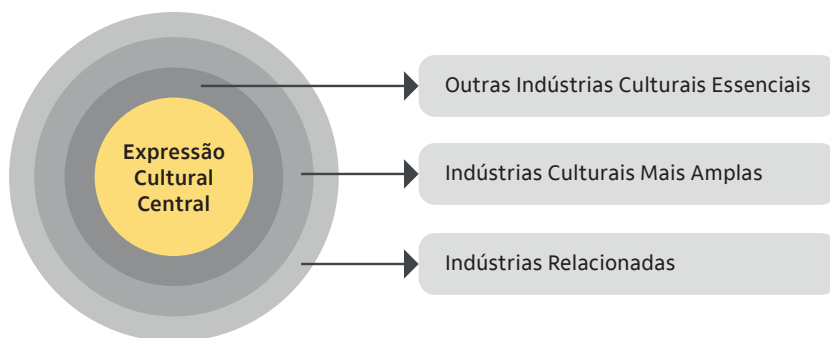 Expressão
Cultural
Central
Outras Indústrias Culturais Essenciais
Indústrias Culturais Mais Amplas
Indústrias Relacionadas